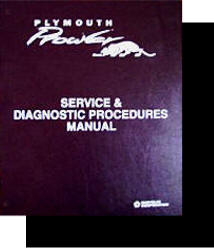 PLYMOUTH
Prowler
SERVICE &
DIAGNOSTIC PROCEDURES
MANUAL